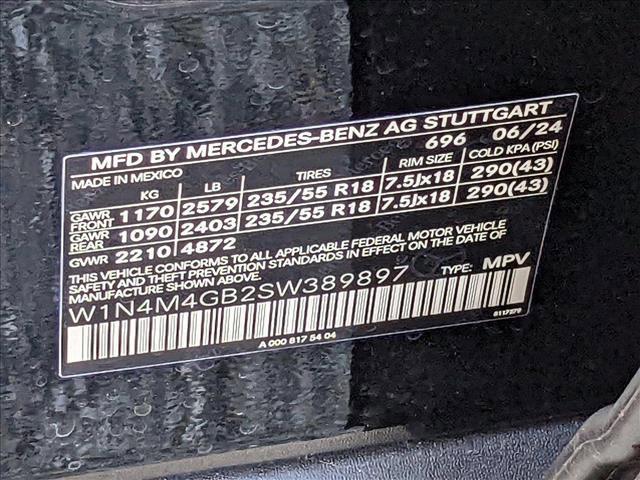 MFD BY MERCEDES-BENZ AG STUTTGART
MADE IN MEXICO 696 06/24
KG LB TIRES RIM SIZE COLD KPA (PSI)
GAWR FRONT 1170 2579 235/55 R18 7.5Jx18 290(43)
GAWR REAR 1090 2403 235/55 R18 7.5Jx18 290(43)
GVWR 2210 4872
THIS VEHICLE CONFORMS TO ALL APPLICABLE FEDERAL MOTOR VEHICLE
SAFETY AND THEFT PREVENTION STANDARDS IN EFFECT ON THE DATE OF
MANUFACTURE SHOWN ABOVE.
W1N4M4GB2SW389897 TYPE: MPV
A 000 817 54 04